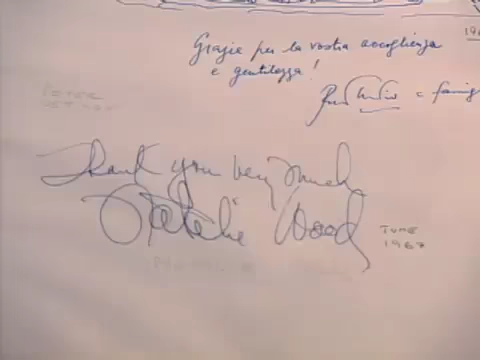 Grazie per la vostra accoglienza
e gentilezza!
Thank you very much
Natalie Wood
JUNE
1967